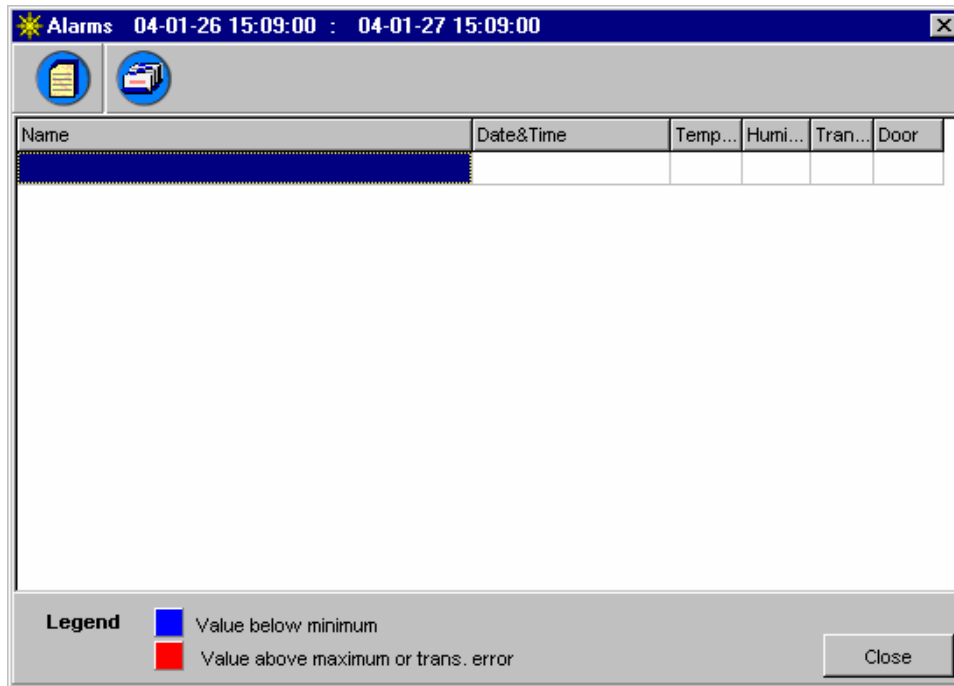 Alarms 04-01-26 15:09:00 : 04-01-27 15:09:00
Name Date&Time Temp... Humi... Tran... Door
Legend Value below minimum
Value above maximum or trans. error
Close